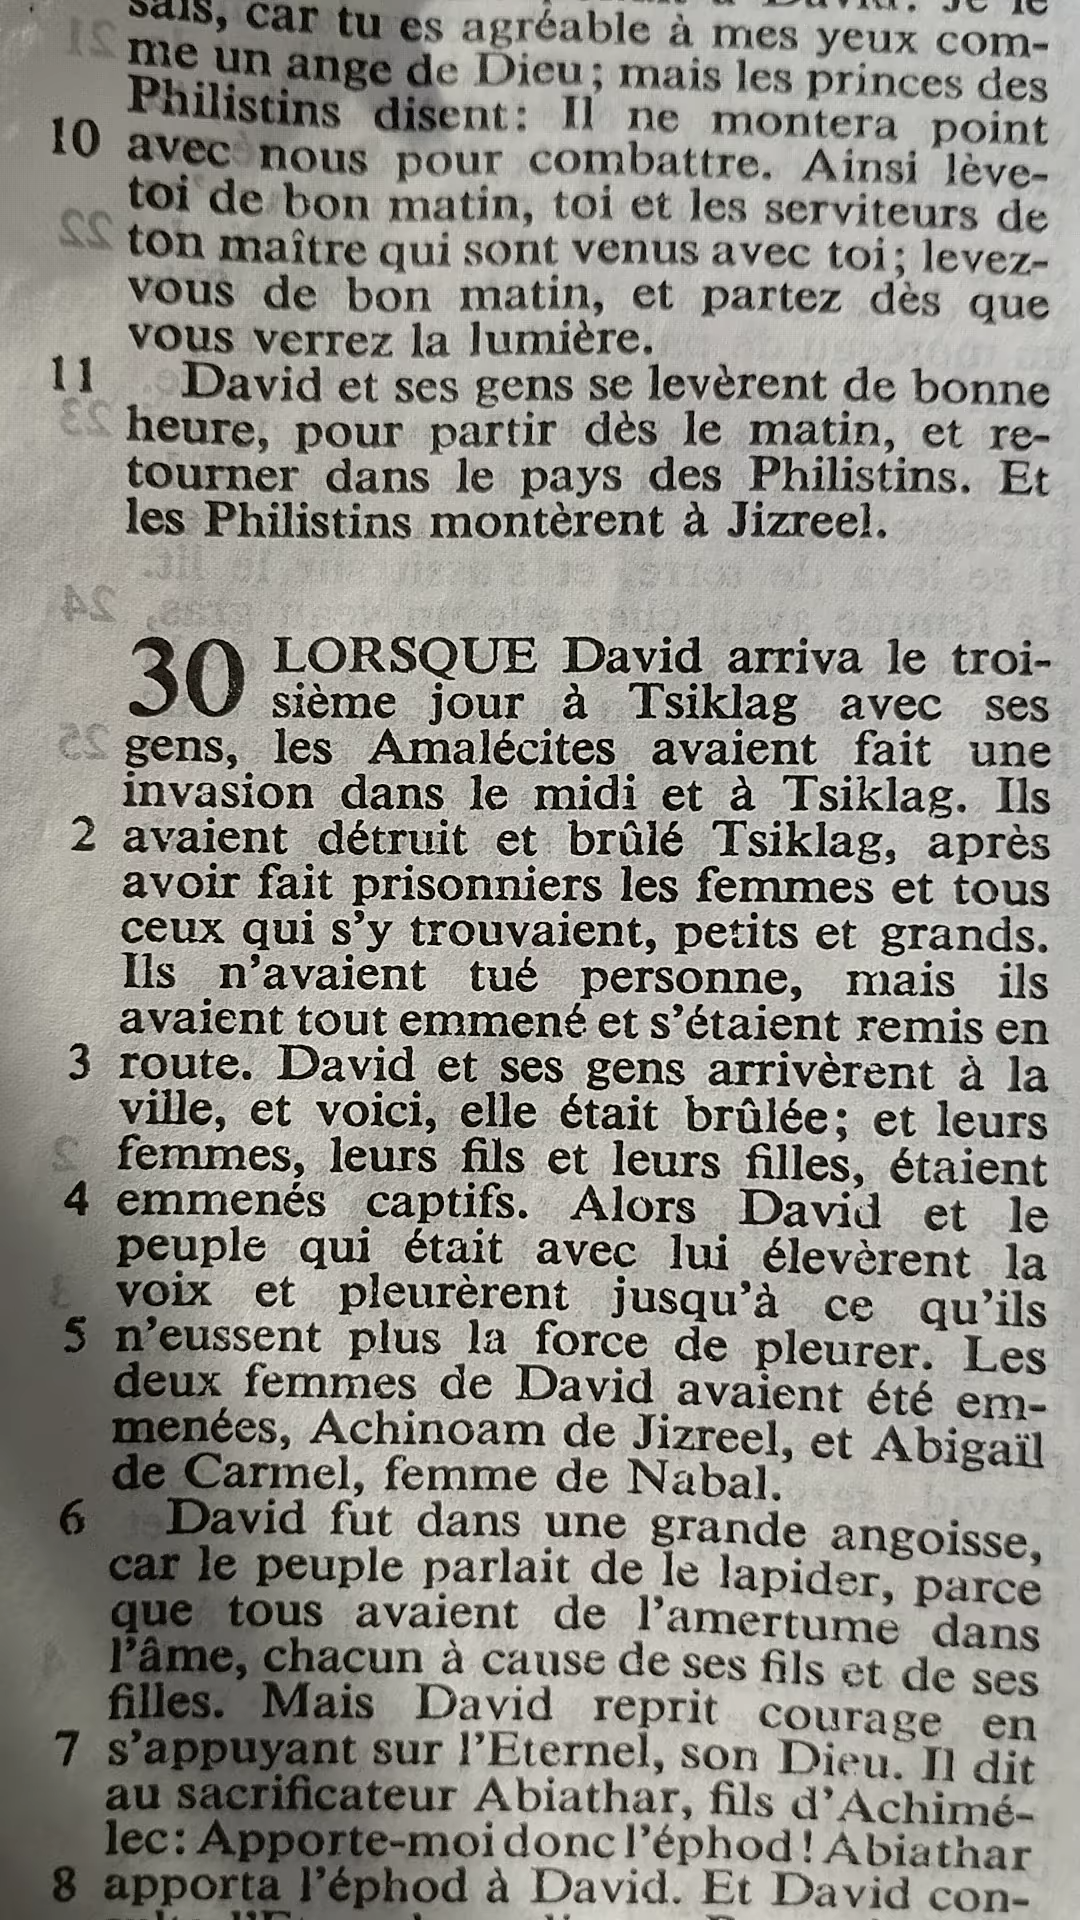 sais, car tu es agréable à mes yeux com-
me un ange de Dieu; mais les princes des
Philistins disent: Il ne montera point
10 avec nous pour combattre. Ainsi lève-
toi de bon matin, toi et les serviteurs de
ton maître qui sont venus avec toi; levez-
vous de bon matin, et partez dès que
vous verrez la lumière.
11 David et ses gens se levèrent de bonne
heure, pour partir dès le matin, et re-
tourner dans le pays des Philistins. Et
les Philistins montèrent à Jizreel.
30 LORSQUE David arriva le troi-
sième jour à Tsiklag avec ses
gens, les Amalécites avaient fait une
invasion dans le midi et à Tsiklag. Ils
2 avaient détruit et brûlé Tsiklag, après
avoir fait prisonniers les femmes et tous
ceux qui s'y trouvaient, petits et grands.
Ils n'avaient tué personne, mais ils
avaient tout emmené et s'étaient remis en
3 route. David et ses gens arrivèrent à la
ville, et voici, elle était brûlée; et leurs
femmes, leurs fils et leurs filles, étaient
4 emmenés captifs. Alors David et le
peuple qui était avec lui élevèrent la
voix et pleurèrent jusqu'à ce qu'ils
5 n'eussent plus la force de pleurer. Les
deux femmes de David avaient été em-
menées, Achinoam de Jizreel, et Abigaïl
de Carmel, femme de Nabal.
6 David fut dans une grande angoisse,
car le peuple parlait de le lapider, parce
que tous avaient de l'amertume dans
l'âme, chacun à cause de ses fils et de ses
filles. Mais David reprit courage en
7 s'appuyant sur l'Eternel, son Dieu. Il dit
au sacrificateur Abiathar, fils d'Achimé-
lec: Apporte-moi donc l'éphod! Abiathar
8 apporta l'éphod à David. Et David con-